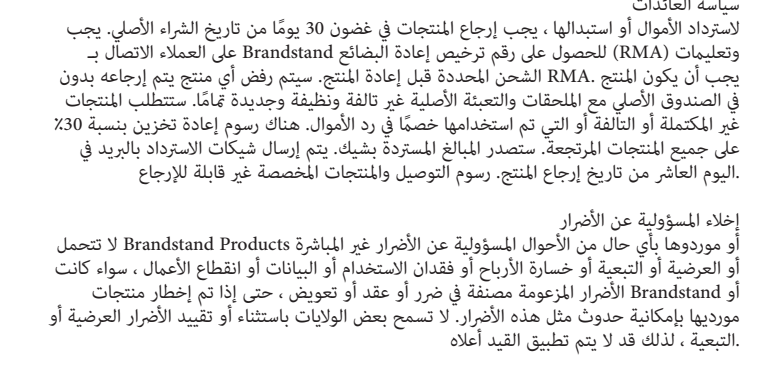 سياسة العائدات
لاسترداد الأموال أو استبدالها ، يجب إرجاع المنتجات في غضون 30 يومًا من تاريخ الشراء الأصلي. يجب
على العملاء الاتصال بـ Brandstand للحصول على رقم ترخيص إعادة البضائع (RMA) وتعليمات
الشحن المحددة قبل إعادة المنتج. سيتم رفض أي منتج يتم إرجاعه بدون RMA. يجب أن يكون المنتج
في الصندوق الأصلي مع الملحقات والتعبئة الأصلية غير تالفة ونظيفة وجديدة تمامًا. ستتطلب المنتجات
غير المكتملة أو التالفة أو التي تم استخدامها خصمًا في رد الأموال. هناك رسوم إعادة تخزين بنسبة 30٪
على جميع المنتجات المرتجعة. ستصدر المبالغ المستردة بشيك. يتم إرسال شيكات الاسترداد بالبريد في
اليوم العاشر من تاريخ إرجاع المنتج. رسوم التوصيل والمنتجات المخصصة غير قابلة للإرجاع.
إخلاء المسؤولية عن الأضرار
لا تتحمل Brandstand Products أو موردوها بأي حال من الأحوال المسؤولية عن الأضرار غير المباشرة
أو العرضية أو التبعية أو خسارة الأرباح أو فقدان الاستخدام أو البيانات أو انقطاع الأعمال ، سواء كانت
الأضرار المزعومة مصنفة في ضرر أو عقد أو تعويض ، حتى إذا تم إخطار منتجات Brandstand أو
مورديها بإمكانية حدوث مثل هذه الأضرار. لا تسمح بعض الولايات باستثناء أو تقييد الأضرار العرضية أو
التبعية ، لذلك قد لا يتم تطبيق القيد أعلاه.